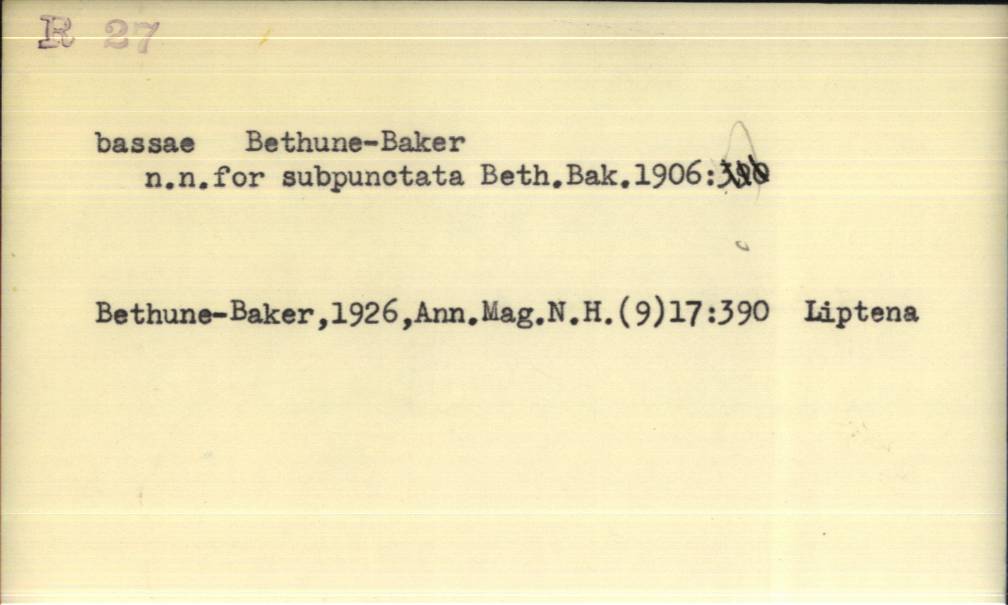 R 27
bassae Bethune-Baker
n.n.for subpunctata Beth.Bak.1906:
Bethune-Baker,1926,Ann.Mag.N.H.(9)17:390 Liptena